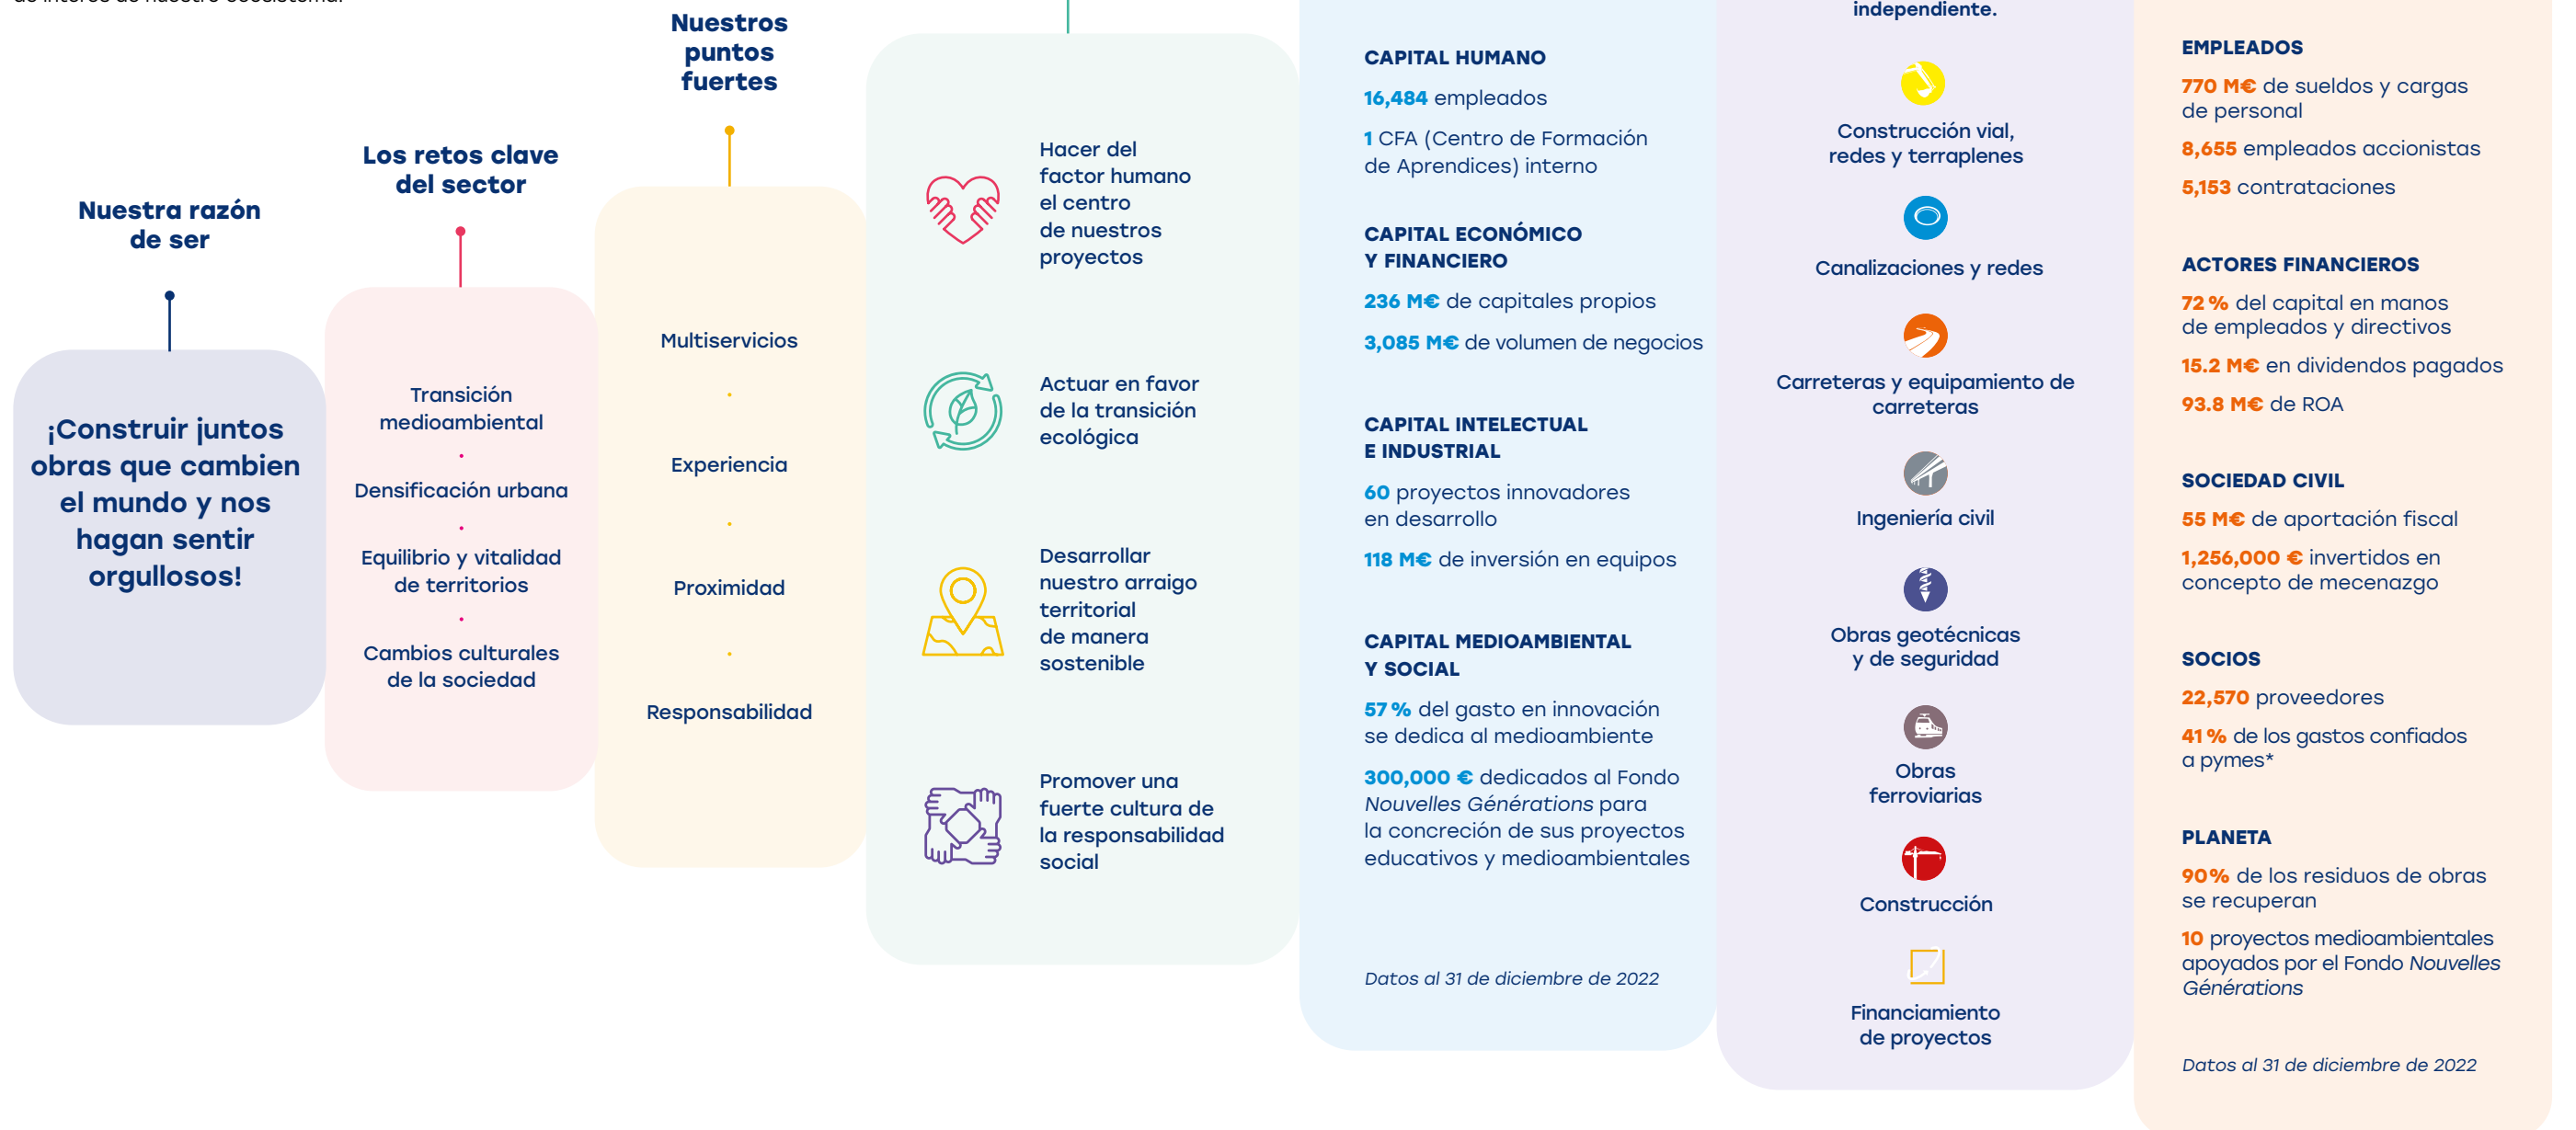 de interés de nuestro ecosistema.
Nuestra razón
de ser
¡Construir juntos
obras que cambien
el mundo y nos
hagan sentir
orgullosos!
Los retos clave
del sector
Transición
medioambiental
Densificación urbana
Equilibrio y vitalidad
de territorios
Cambios culturales
de la sociedad
Nuestros
puntos
fuertes
Multiservicios
Experiencia
Proximidad
Responsabilidad
Hacer del
factor humano
el centro
de nuestros
proyectos
Actuar en favor
de la transición
ecológica
Desarrollar
nuestro arraigo
territorial
de manera
sostenible
Promover una
fuerte cultura de
la responsabilidad
social
CAPITAL HUMANO
16,484 empleados
1 CFA (Centro de Formación
de Aprendices) interno
CAPITAL ECONÓMICO
Y FINANCIERO
236 M€ de capitales propios
3,085 M€ de volumen de negocios
CAPITAL INTELECTUAL
E INDUSTRIAL
60 proyectos innovadores
en desarrollo
118 M€ de inversión en equipos
CAPITAL MEDIOAMBIENTAL
Y SOCIAL
57 % del gasto en innovación
se dedica al medioambiente
300,000 € dedicados al Fondo
Nouvelles Générations para
la concreción de sus proyectos
educativos y medioambientales
Datos al 31 de diciembre de 2022
independiente.
Construcción vial,
redes y terraplenes
Canalizaciones y redes
Carreteras y equipamiento de
carreteras
Ingeniería civil
Obras geotécnicas
y de seguridad
Obras
ferroviarias
Construcción
Financiamiento
de proyectos
EMPLEADOS
770 M€ de sueldos y cargas
de personal
8,655 empleados accionistas
5,153 contrataciones
ACTORES FINANCIEROS
72 % del capital en manos
de empleados y directivos
15.2 M€ en dividendos pagados
93.8 M€ de ROA
SOCIEDAD CIVIL
55 M€ de aportación fiscal
1,256,000 € invertidos en
concepto de mecenazgo
SOCIOS
22,570 proveedores
41 % de los gastos confiados
a pymes*
PLANETA
90 % de los residuos de obras
se recuperan
10 proyectos medioambientales
apoyados por el Fondo Nouvelles
Générations
Datos al 31 de diciembre de 2022